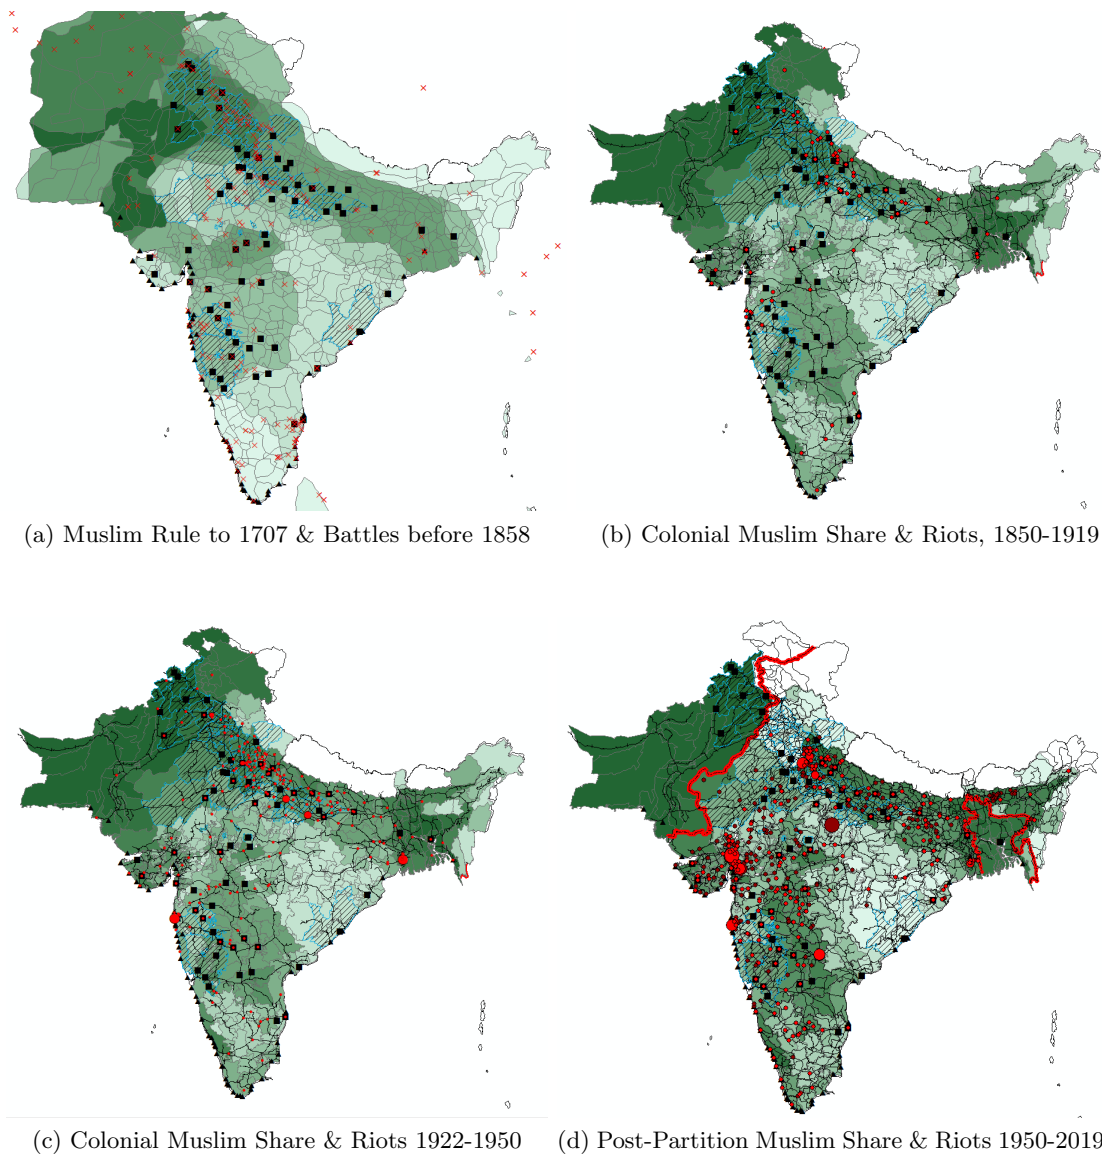 (a) Muslim Rule to 1707 & Battles before 1858
(b) Colonial Muslim Share & Riots, 1850-1919
(c) Colonial Muslim Share & Riots 1922-1950
(d) Post-Partition Muslim Share & Riots 1950-2019